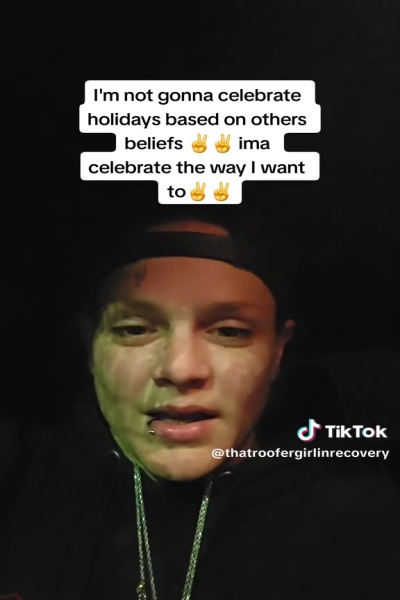 I'm not gonna celebrate
holidays based on others
beliefs ✌️✌️ ima
celebrate the way I want
to✌️✌️
TikTok
@thatroofergirlinrecovery